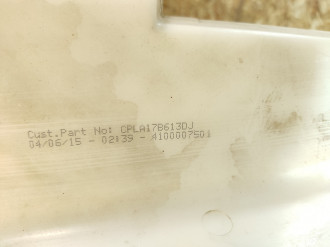 Cust.Part No: CPLA17B613DJ
04/06/15 - 02:39 - 4100007501